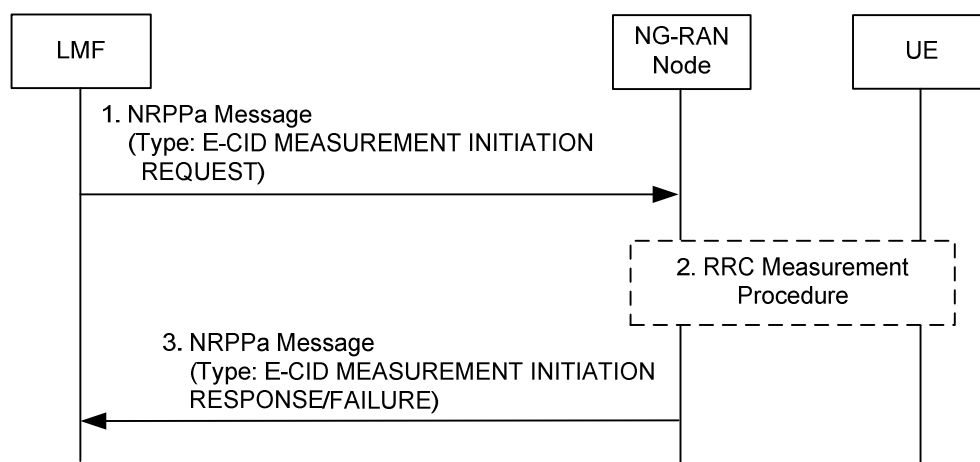 LMF
NG-RAN
Node
UE
1. NRPPa Message
(Type: E-CID MEASUREMENT INITIATION
REQUEST)
2. RRC Measurement
Procedure
3. NRPPa Message
(Type: E-CID MEASUREMENT INITIATION
RESPONSE/FAILURE)